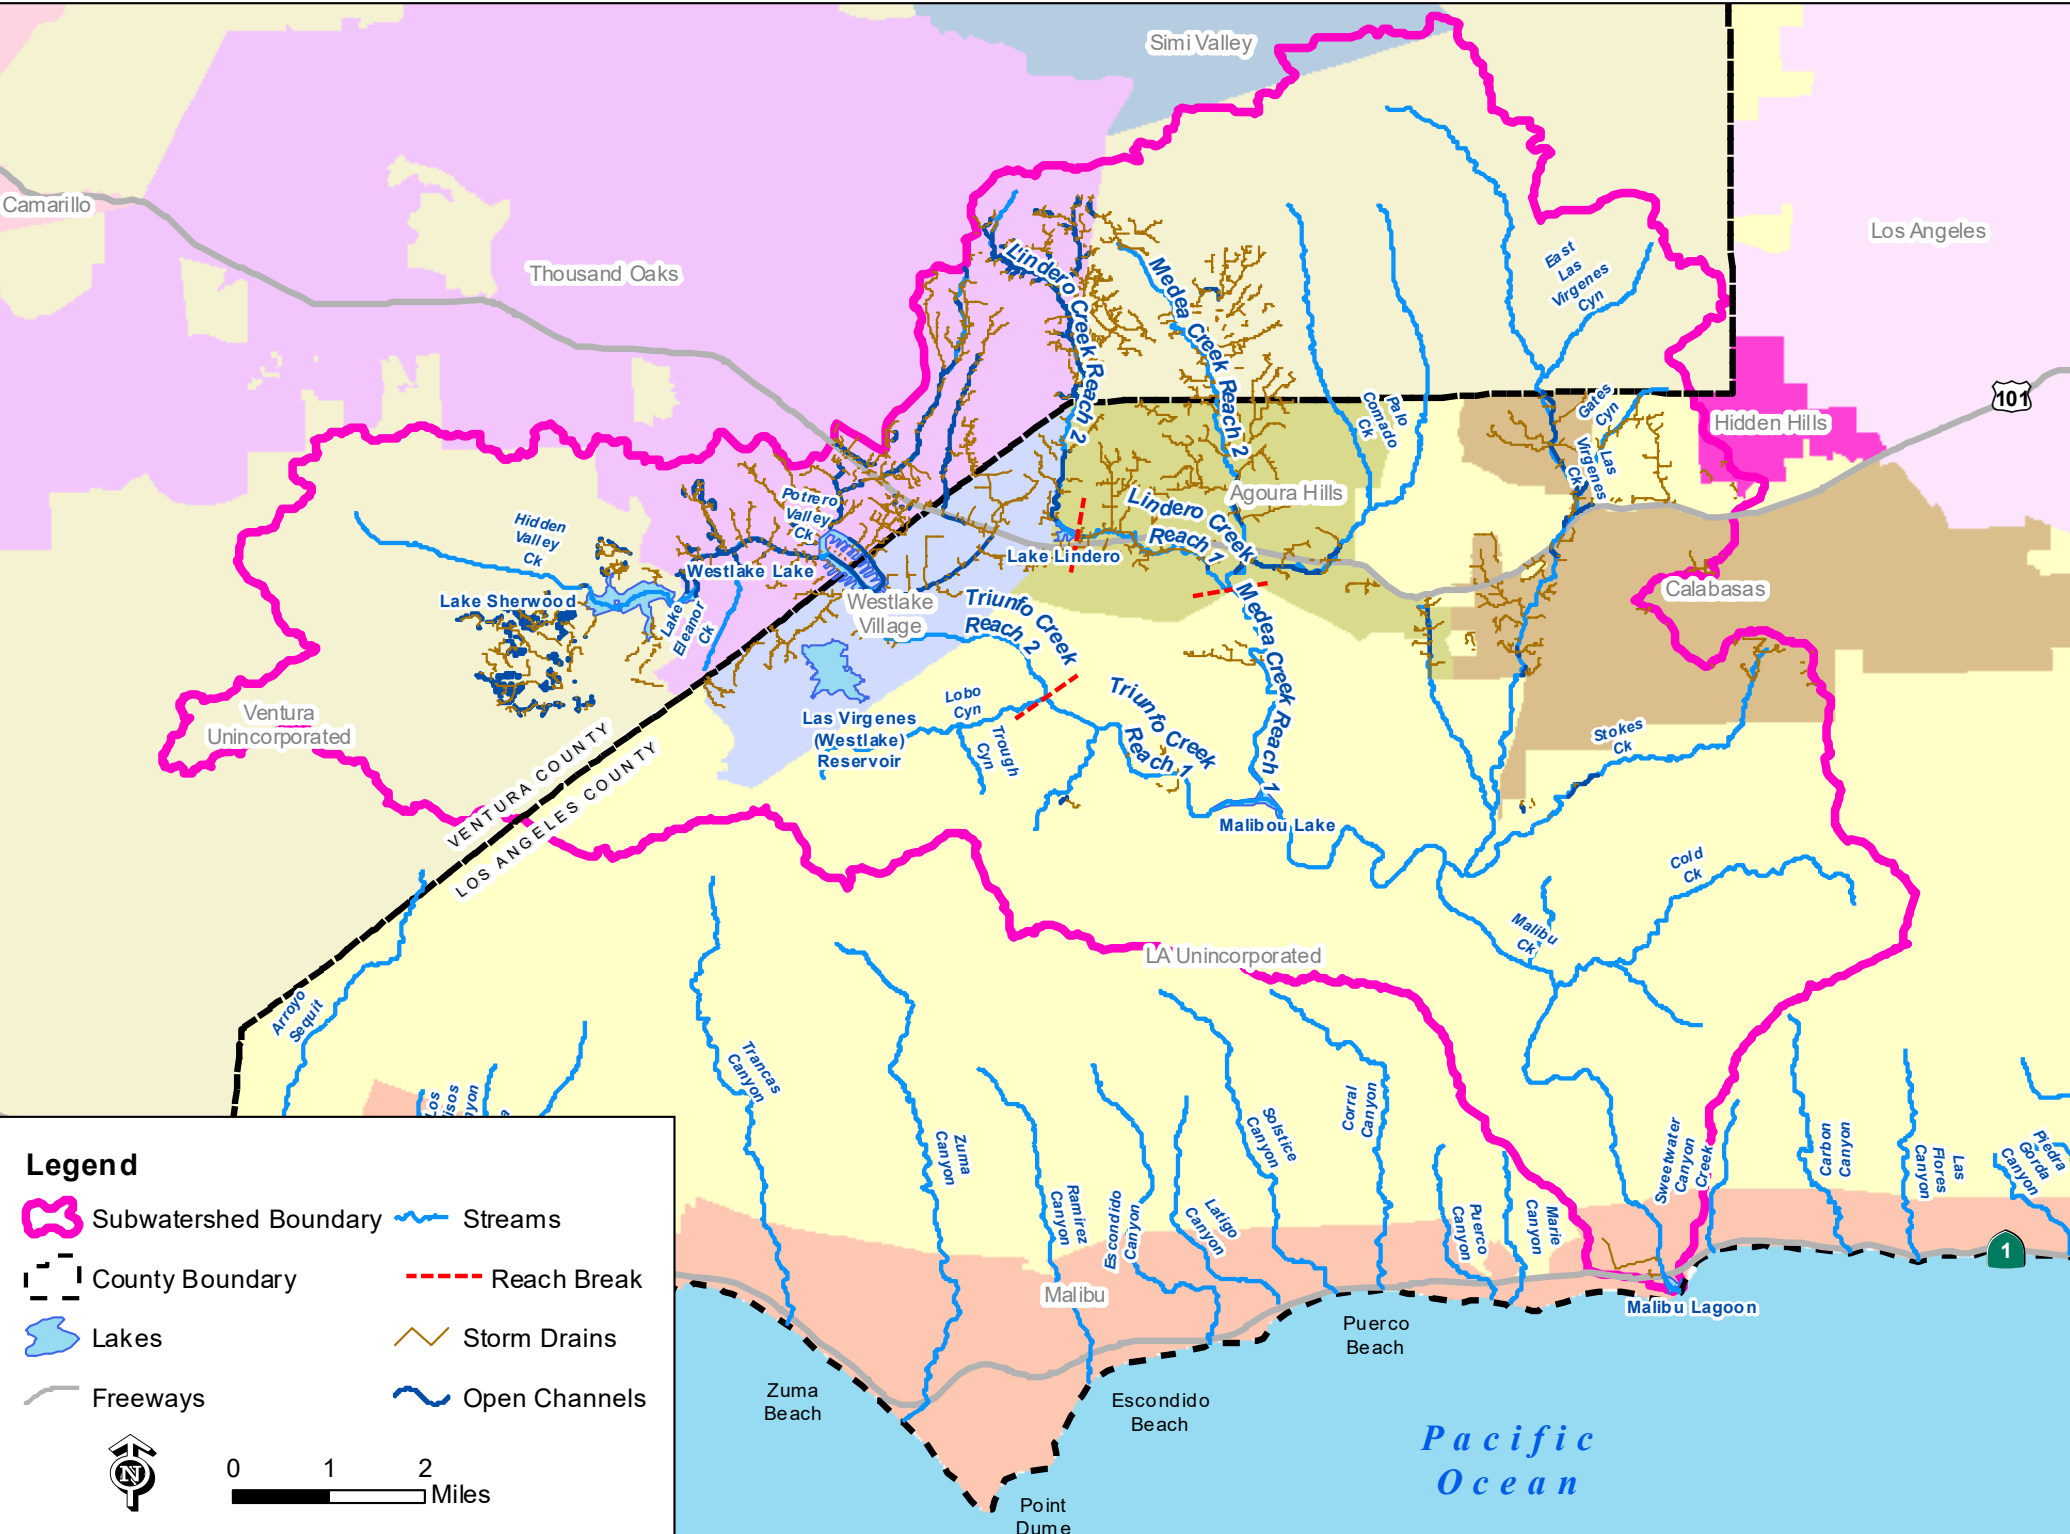 Simi Valley
Camarillo
Thousand Oaks
Los Angeles
East
Las
Virgenes
Cyn
Lindero Creek Reach 2
Medea Creek Reach 2
101
Hidden Hills
Gates
Cyn
Palo
Comado
Ck
Las
Virgenes
Ck
Agoura Hills
Potrero
Valley
Ck
Hidden
Valley
Ck
Lindero Creek
Reach 1
Lake Lindero
Westlake Lake
Lake Sherwood
Lake
Eleanor
Ck
Westlake
Village
Triunfo Creek
Reach 2
Calabasas
Medea Creek Reach 1
Ventura
Unincorporated
Lobo
Cyn
Trough
Cyn
Triunfo Creek
Reach 1
Las Virgenes
(Westlake)
Reservoir
Stokes
Ck
VENTURA COUNTY
LOS ANGELES COUNTY
Malibou Lake
Cold
Ck
Malibu
Ck
LA Unincorporated
Arroyo
Sequit
Trancas
Canyon
Los
isos
nyon
a
Zuma
Canyon
Ramirez
Canyon
Escondido
Canyon
Latigo
Canyon
Solstice
Canyon
Corral
Canyon
Puerco
Canyon
Marie
Canyon
Sweetwater
Canyon
Creek
Carbon
Canyon
Las
Flores
Canyon
Piedra
Gorda
Canyon
1
Malibu
Malibu Lagoon
Puerco
Beach
Zuma
Beach
Escondido
Beach
Point
Dume
Pacific
Ocean
Legend
Subwatershed Boundary
Streams
County Boundary
Reach Break
Lakes
Storm Drains
Freeways
Open Channels
N
0 1 2
Miles